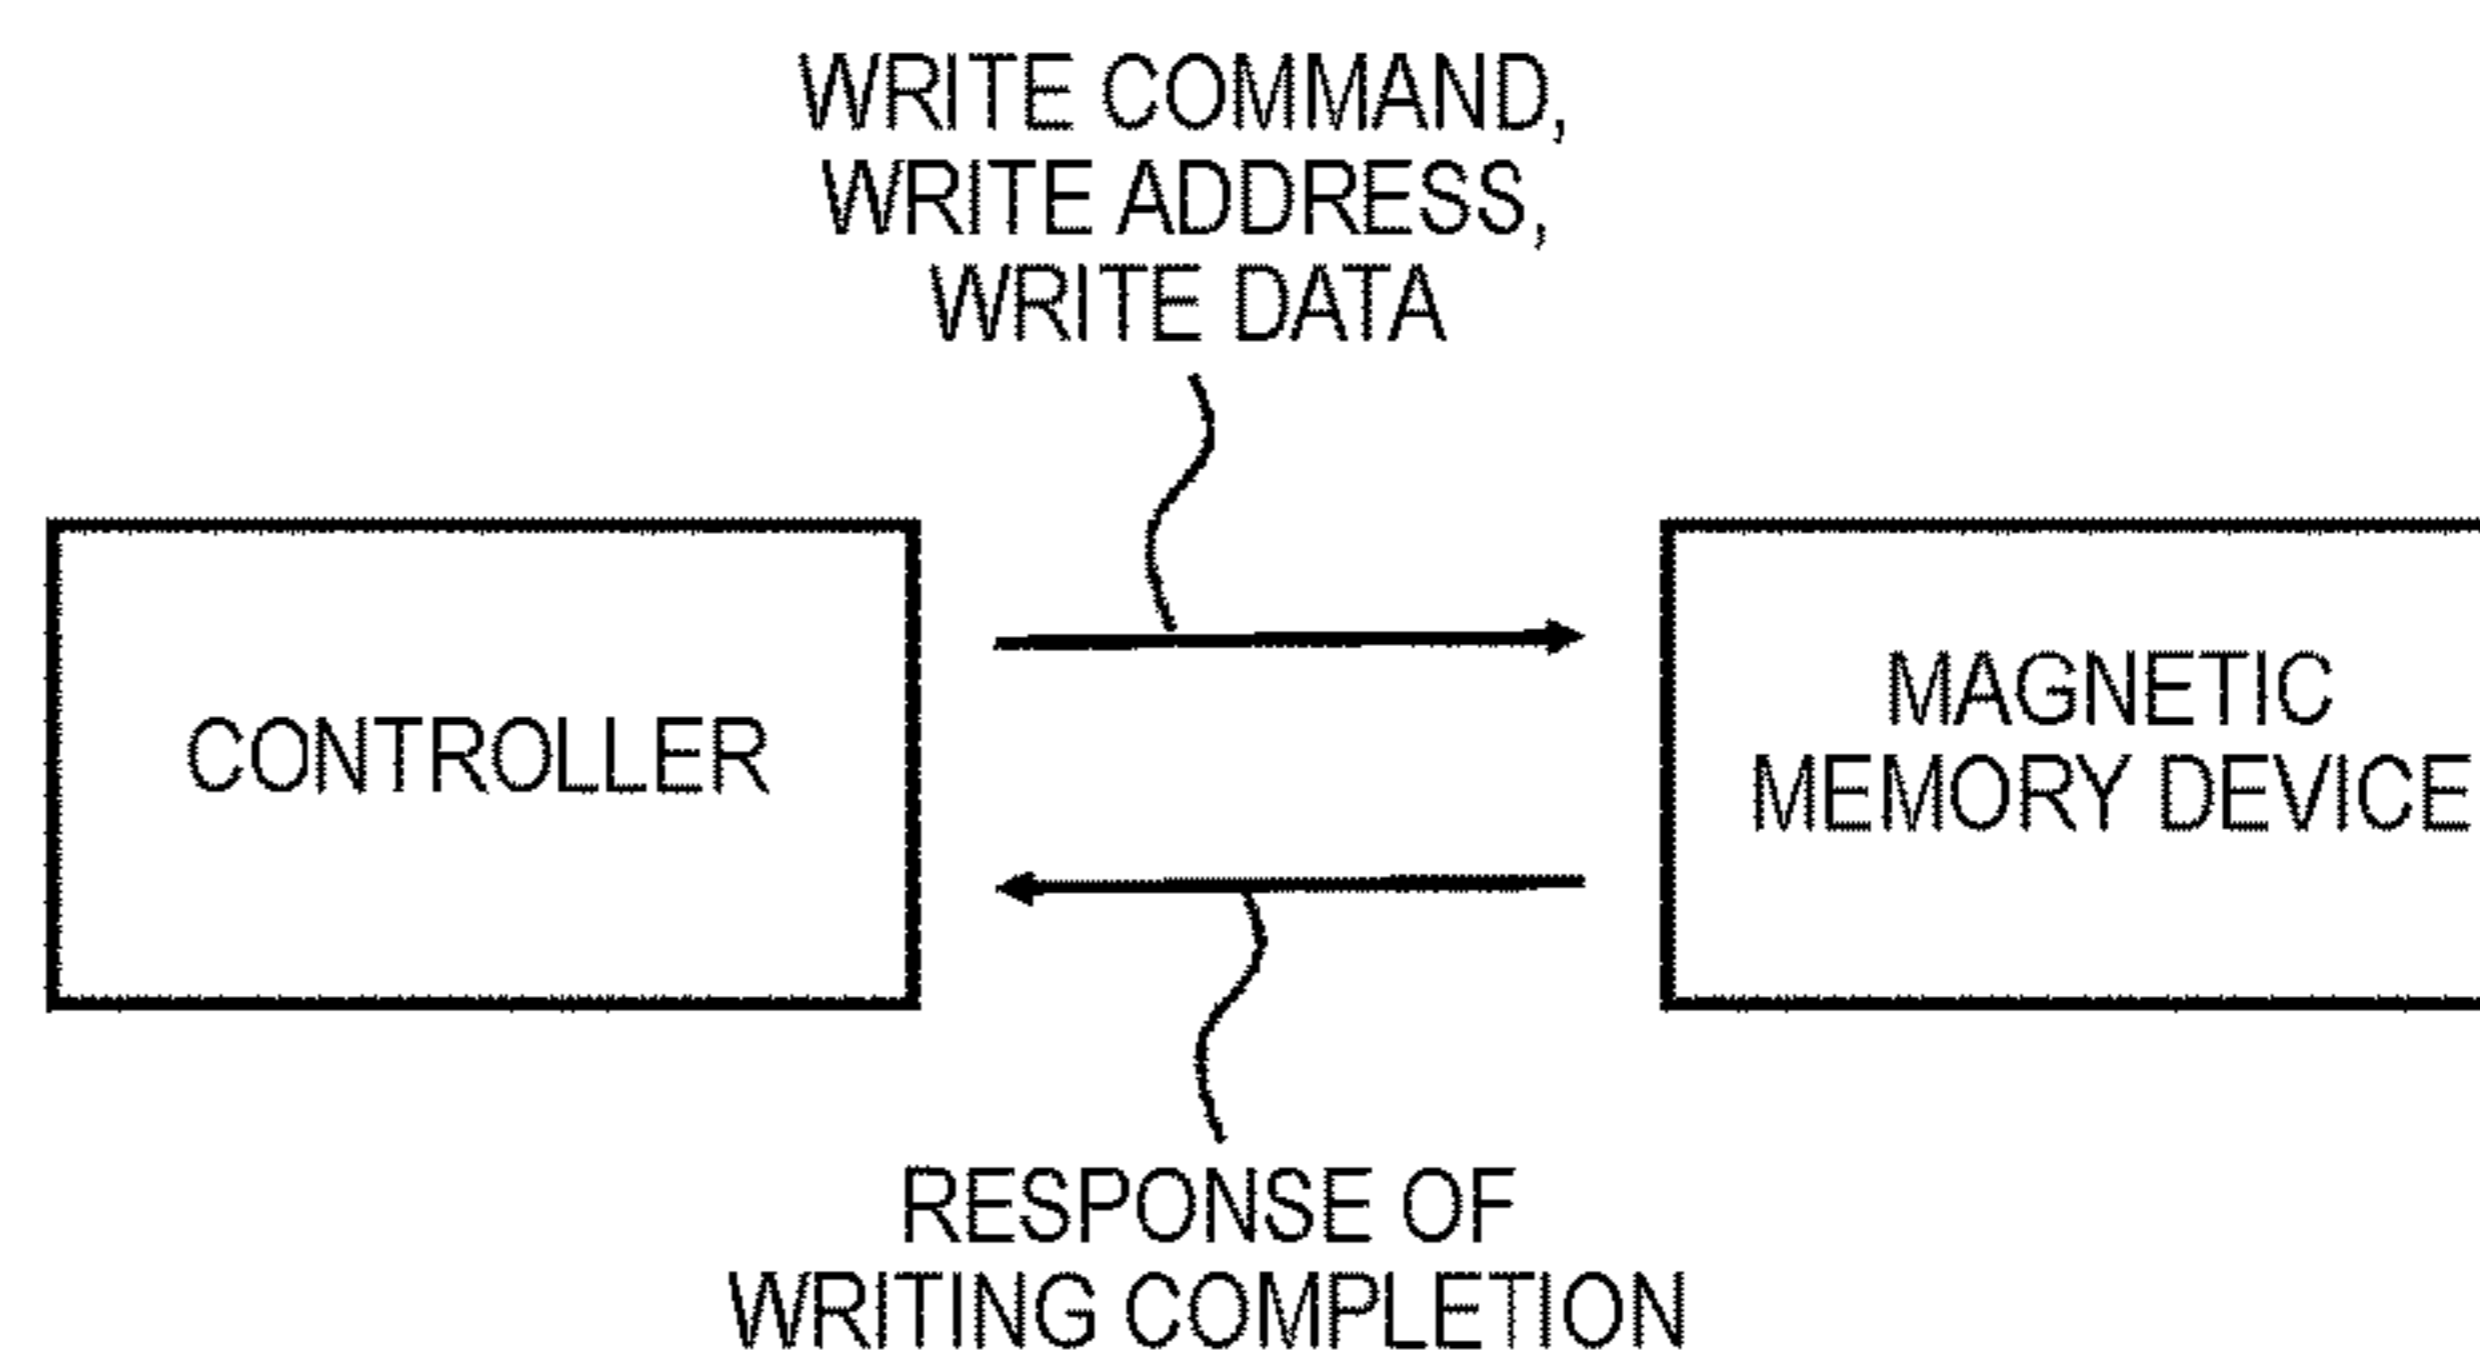 WRITE COMMAND,
WRITE ADDRESS,
WRITE DATA
CONTROLLER
MAGNETIC
MEMORY DEVICE
RESPONSE OF
WRITING COMPLETION